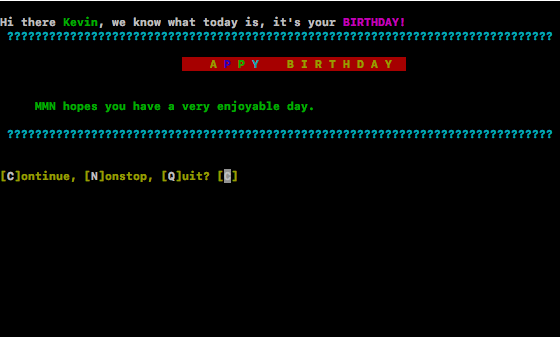 Hi there Kevin, we know what today is, it's your BIRTHDAY!
??????????????????????????????????????????????????????????????????????????????
A P P Y   B I R T H D A Y
MMN hopes you have a very enjoyable day.
??????????????????????????????????????????????????????????????????????????????
[C]ontinue, [N]onstop, [Q]uit? [C]